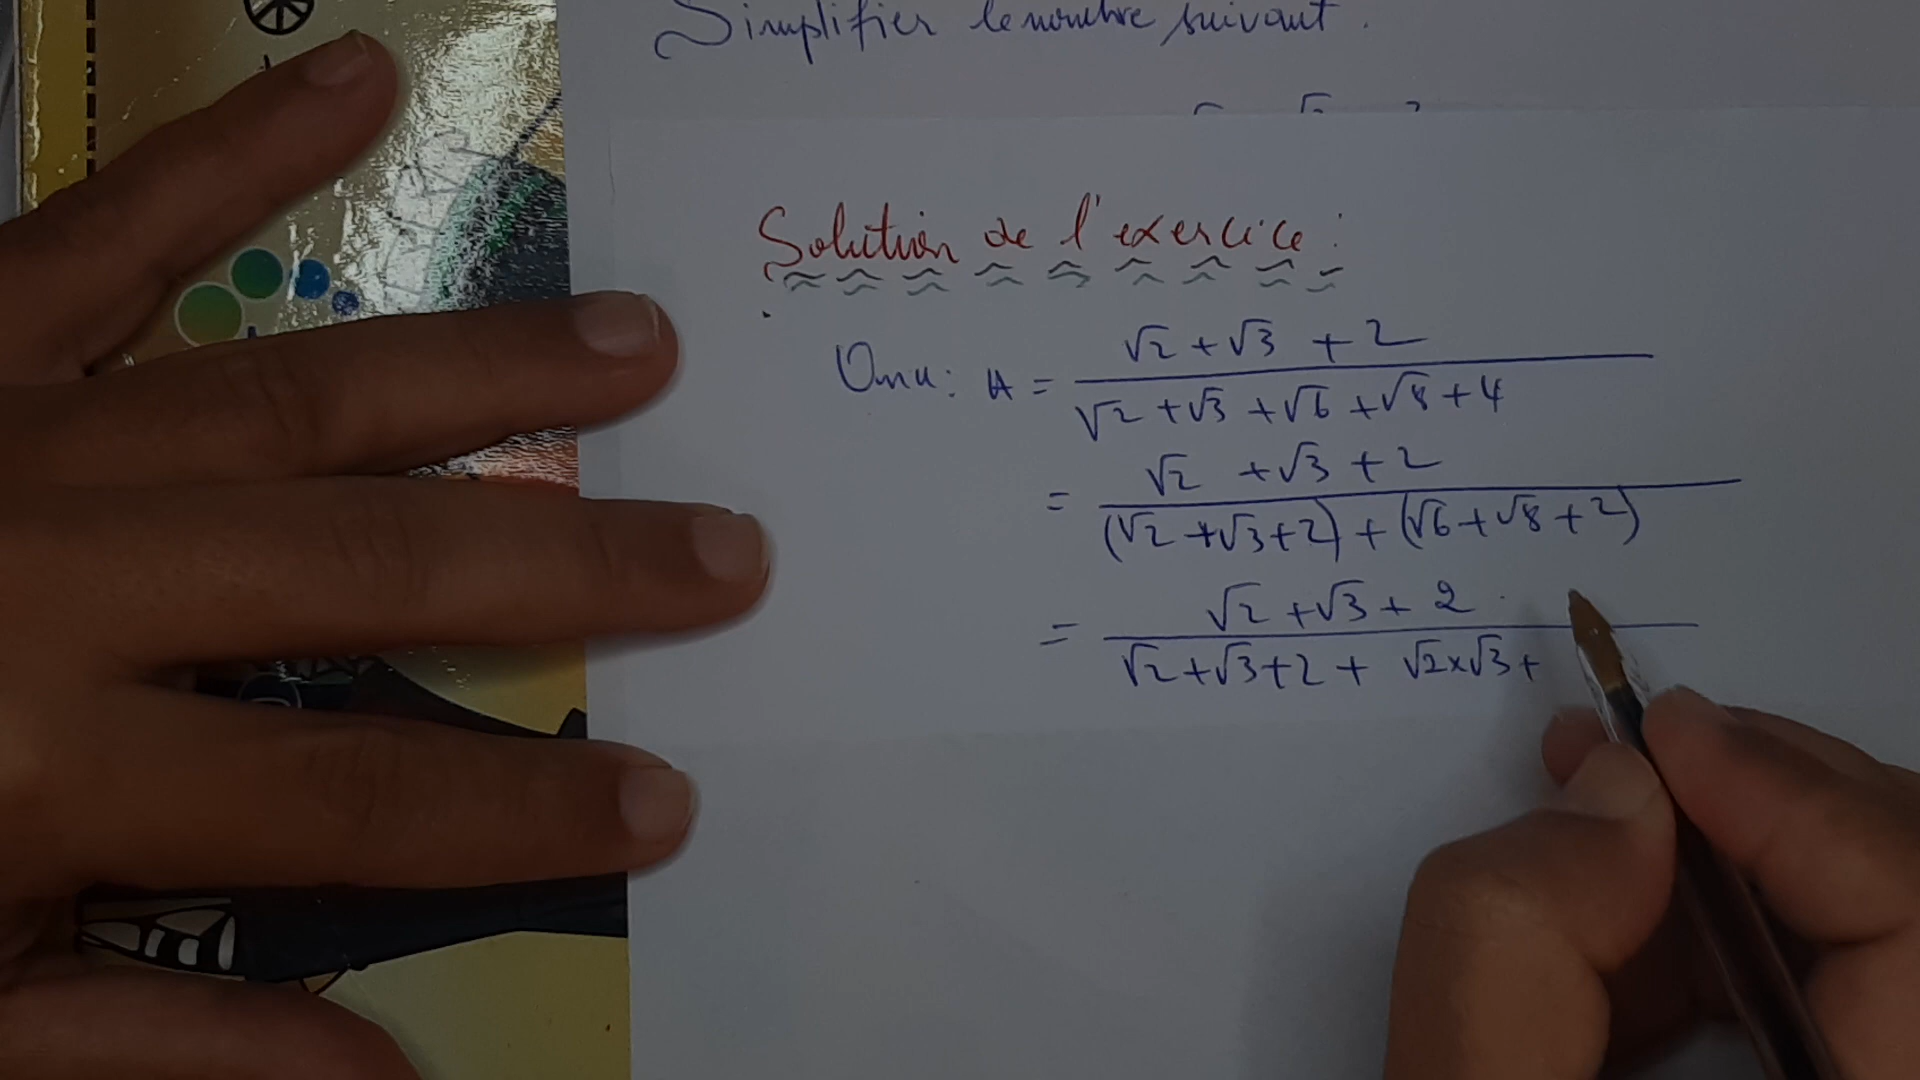 Simplifier le nombre suivant.
Solution de l'exercice :
On a : A = √2 + √3 + 2 / √2 + √3 + √6 + √8 + 4
= √2 + √3 + 2 / (√2 + √3 + 2) + (√6 + √8 + 2)
= √2 + √3 + 2 / √2 + √3 + 2 + √2 x √3 +